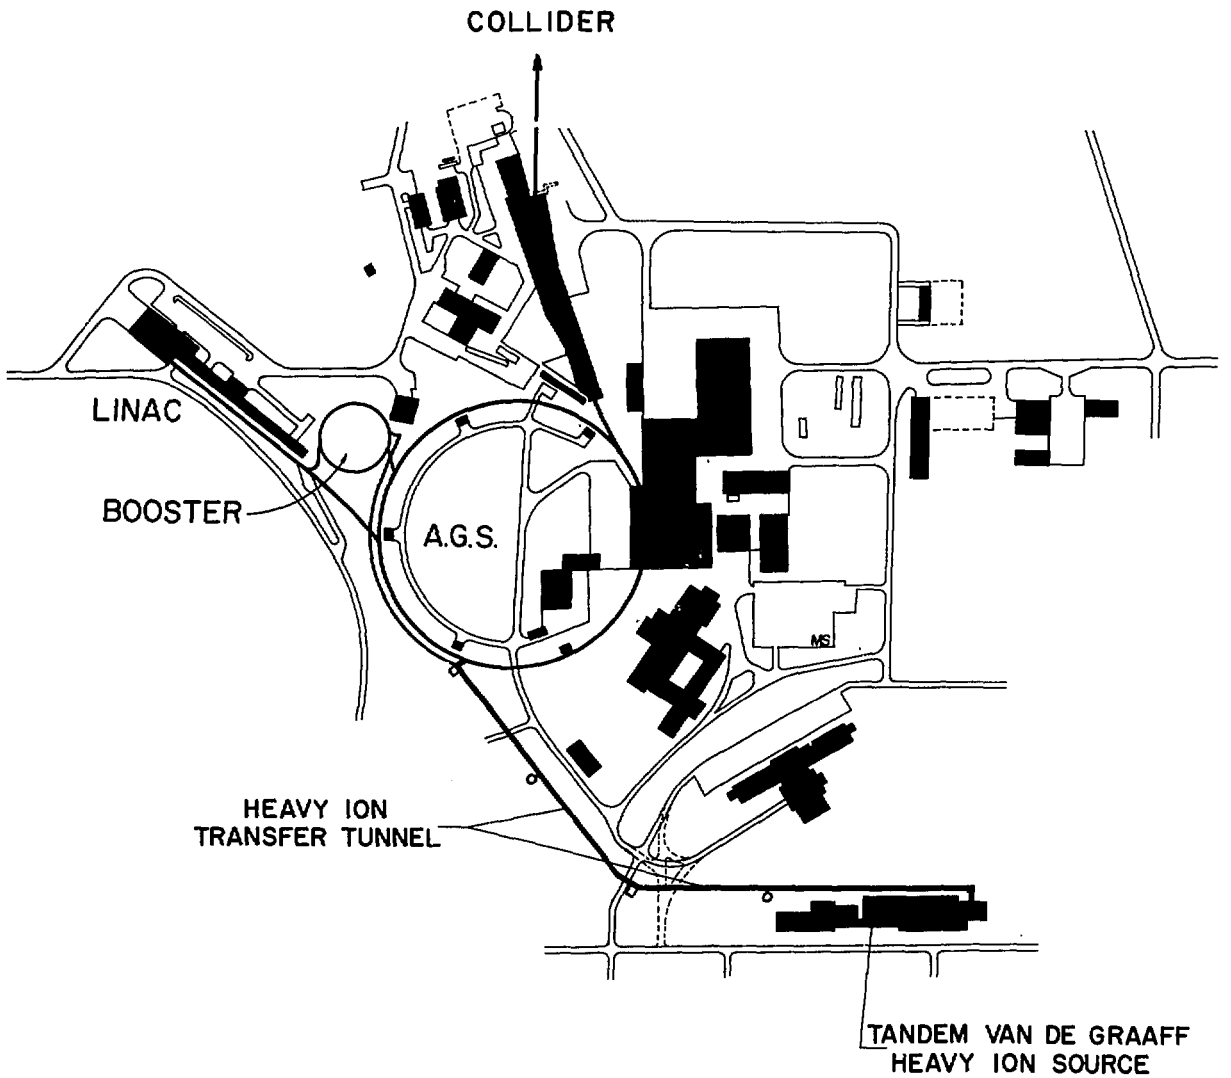 COLLIDER
LINAC
BOOSTER
A.G.S.
MS
HEAVY ION
TRANSFER TUNNEL
TANDEM VAN DE GRAAFF
HEAVY ION SOURCE